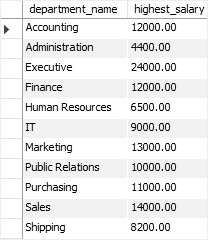 department_name highest_salary
Accounting 12000.00
Administration 4400.00
Executive 24000.00
Finance 12000.00
Human Resources 6500.00
IT 9000.00
Marketing 13000.00
Public Relations 10000.00
Purchasing 11000.00
Sales 14000.00
Shipping 8200.00